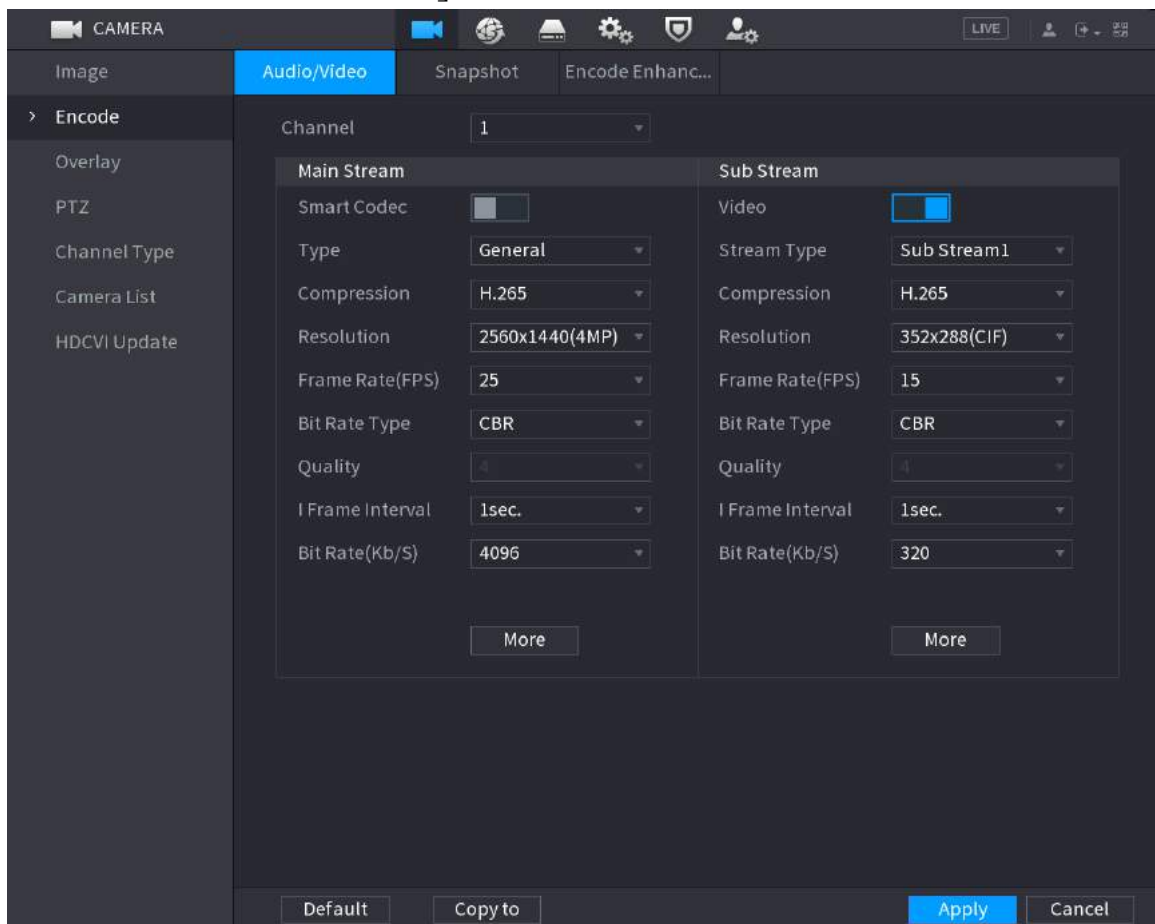 CAMERA LIVE
Image Audio/Video Snapshot Encode Enhanc...
> Encode
Channel 1
Overlay
Main Stream Sub Stream
PTZ Smart Codec Video
Channel Type Type General Stream Type Sub Stream1
Camera List Compression H.265 Compression H.265
HDCVI Update Resolution 2560x1440(4MP) Resolution 352x288(CIF)
Frame Rate(FPS) 25 Frame Rate(FPS) 15
Bit Rate Type CBR Bit Rate Type CBR
Quality 4 Quality 4
I Frame Interval 1sec. I Frame Interval 1sec.
Bit Rate(Kb/S) 4096 Bit Rate(Kb/S) 320
More More
Default Copy to Apply Cancel